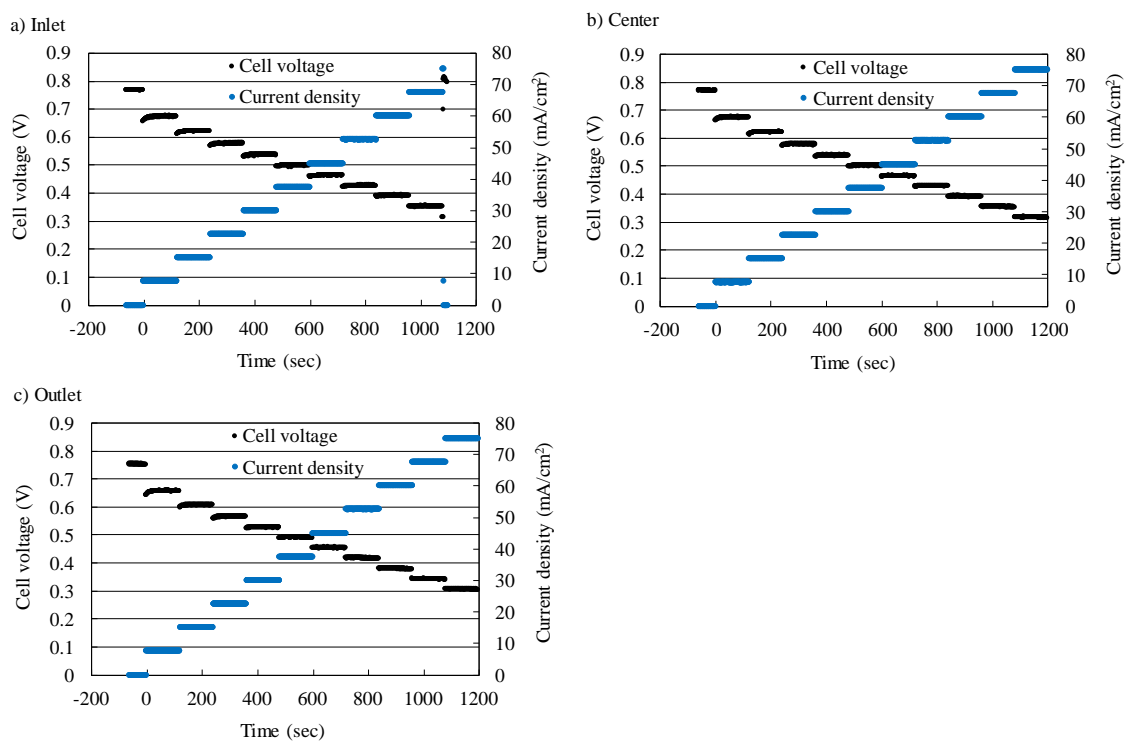 a) Inlet
Cell voltage
Current density
0.9
0.8
0.7
0.6
0.5
0.4
0.3
0.2
0.1
0
80
70
60
50
40
30
20
10
0
-200 0 200 400 600 800 1000 1200
Cell voltage (V)
Current density (mA/cm²)
Time (sec)
b) Center
Cell voltage
Current density
0.9
0.8
0.7
0.6
0.5
0.4
0.3
0.2
0.1
0
80
70
60
50
40
30
20
10
0
-200 0 200 400 600 800 1000 1200
Cell voltage (V)
Current density (mA/cm²)
Time (sec)
c) Outlet
Cell voltage
Current density
0.9
0.8
0.7
0.6
0.5
0.4
0.3
0.2
0.1
0
80
70
60
50
40
30
20
10
0
-200 0 200 400 600 800 1000 1200
Cell voltage (V)
Current density (mA/cm²)
Time (sec)